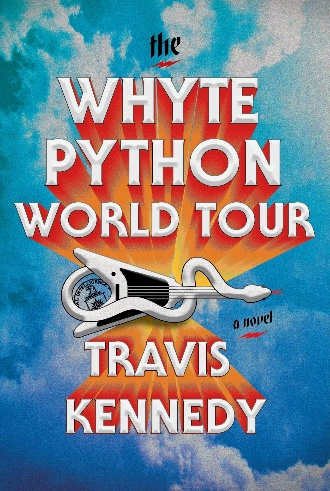 the
WHYTE
PYTHON
WORLD TOUR
a novel
TRAVIS
KENNEDY